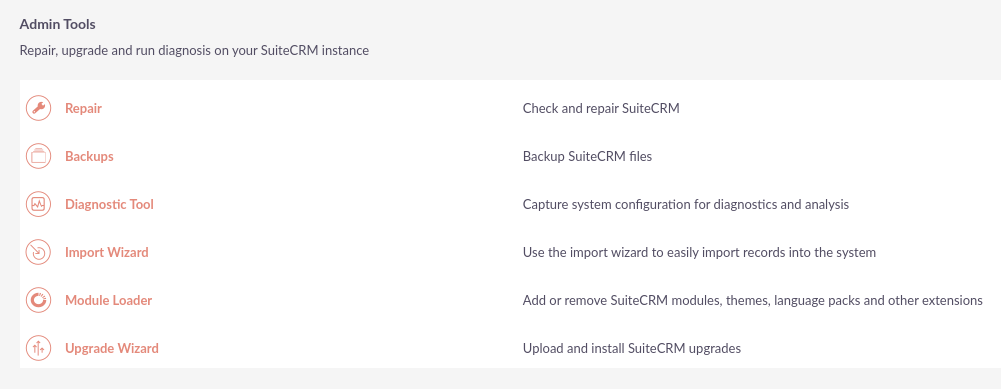 Admin Tools
Repair, upgrade and run diagnosis on your SuiteCRM instance
Repair Check and repair SuiteCRM
Backups Backup SuiteCRM files
Diagnostic Tool Capture system configuration for diagnostics and analysis
Import Wizard Use the import wizard to easily import records into the system
Module Loader Add or remove SuiteCRM modules, themes, language packs and other extensions
Upgrade Wizard Upload and install SuiteCRM upgrades